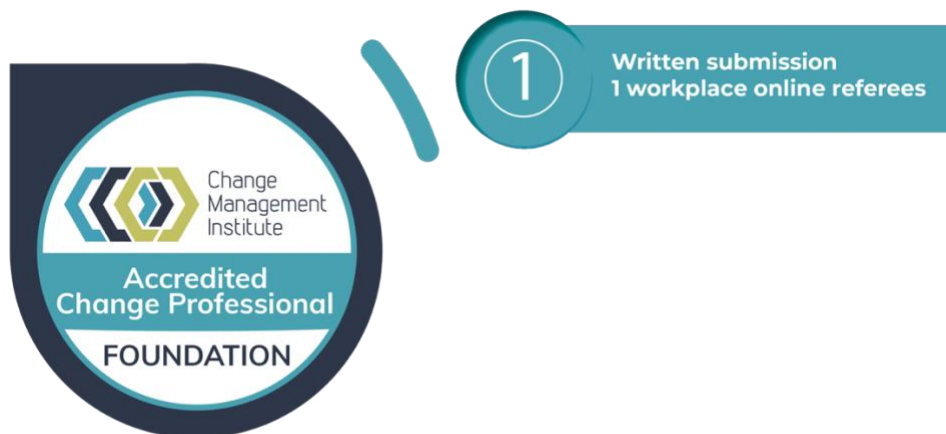 Change
Management
Institute
Accredited
Change Professional
FOUNDATION
1
Written submission
1 workplace online referees